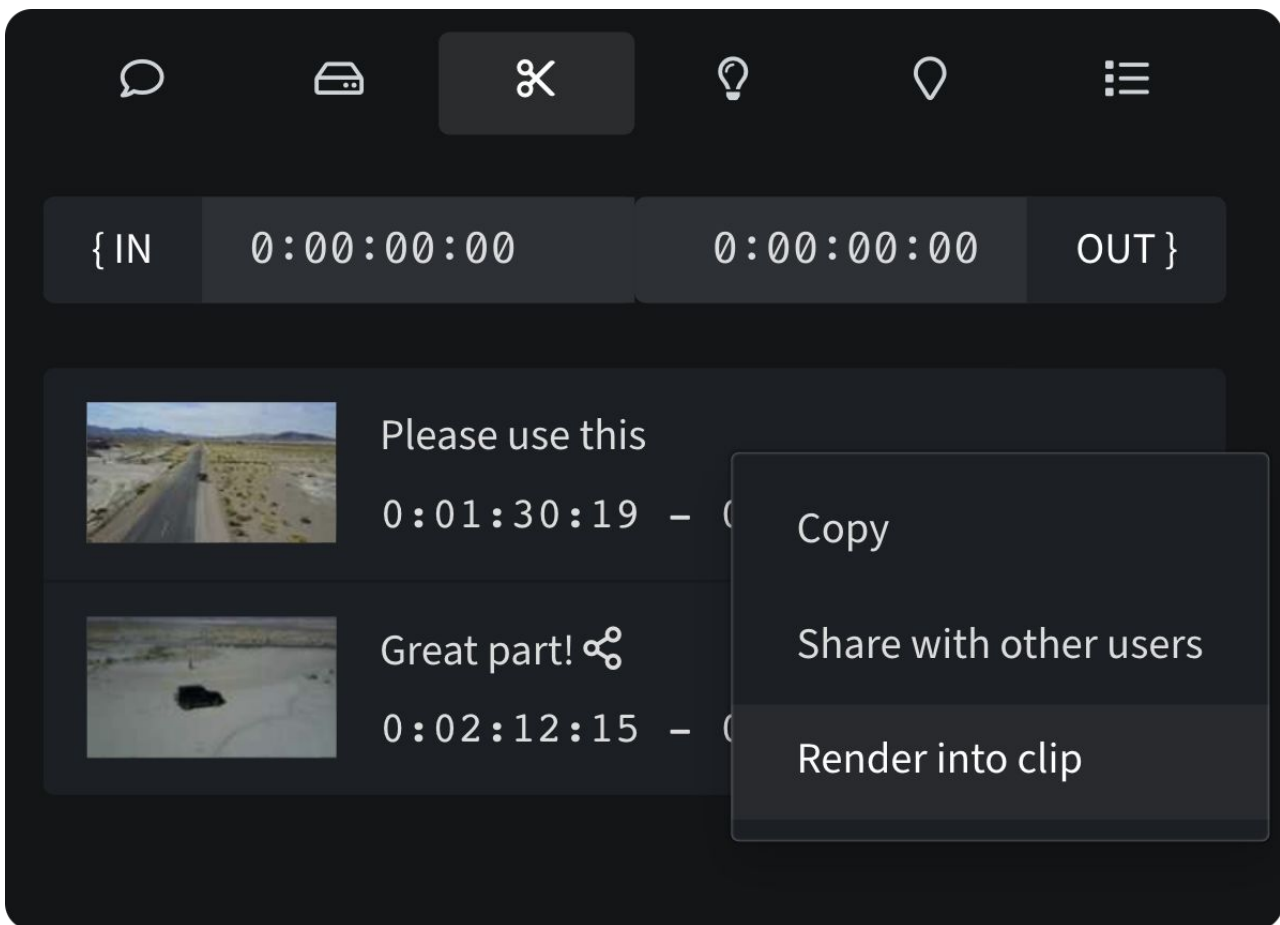 { IN 0:00:00:00 0:00:00:00 OUT }
Please use this
0:01:30:19 –
Copy
Great part!
Share with other users
0:02:12:15 –
Render into clip